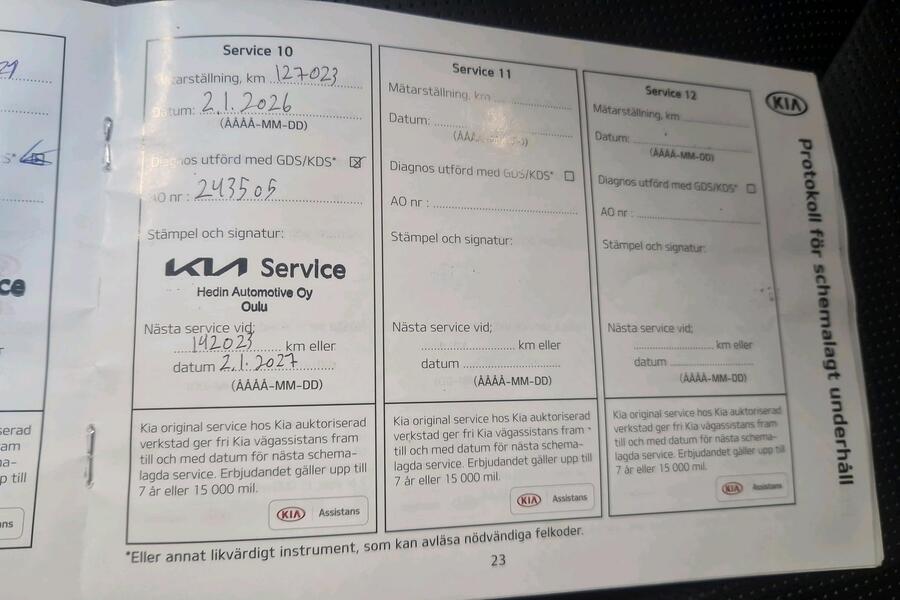 29
S*
ce
r
serad
ram
ma-
p till
ans
Service 10
Mätarställning, km 127023
Datum: 2.1.2026
(ÅÅÅÅ-MM-DD)
Diagnos utförd med GDS/KDS* ☒
AO nr : 243505
Stämpel och signatur:
KIA Service
Hedin Automotive Oy
Oulu
Nästa service vid;
142023 km eller
datum 2.1.2027
(ÅÅÅÅ-MM-DD)
Kia original service hos Kia auktoriserad
verkstad ger fri Kia vägassistans fram
till och med datum för nästa schema-
lagda service. Erbjudandet gäller upp till
7 år eller 15 000 mil.
KIA Assistans
Service 11
Mätarställning, km
Datum:
(ÅÅÅÅ-MM-DD)
Diagnos utförd med GDS/KDS* ☐
AO nr :
Stämpel och signatur:
Nästa service vid;
km eller
datum
(ÅÅÅÅ-MM-DD)
Kia original service hos Kia auktoriserad
verkstad ger fri Kia vägassistans fram
till och med datum för nästa schema-
lagda service. Erbjudandet gäller upp till
7 år eller 15 000 mil.
KIA Assistans
Service 12
Mätarställning, km
Datum:
(ÅÅÅÅ-MM-DD)
Diagnos utförd med GDS/KDS* ☐
AO nr :
Stämpel och signatur:
Nästa service vid;
km eller
datum
(ÅÅÅÅ-MM-DD)
Kia original service hos Kia auktoriserad
verkstad ger fri Kia vägassistans fram
till och med datum för nästa schema-
lagda service. Erbjudandet gäller upp till
7 år eller 15 000 mil.
KIA Assistans
KIA
Protokoll för schemalagt underhåll
*Eller annat likvärdigt instrument, som kan avläsa nödvändiga felkoder.
23